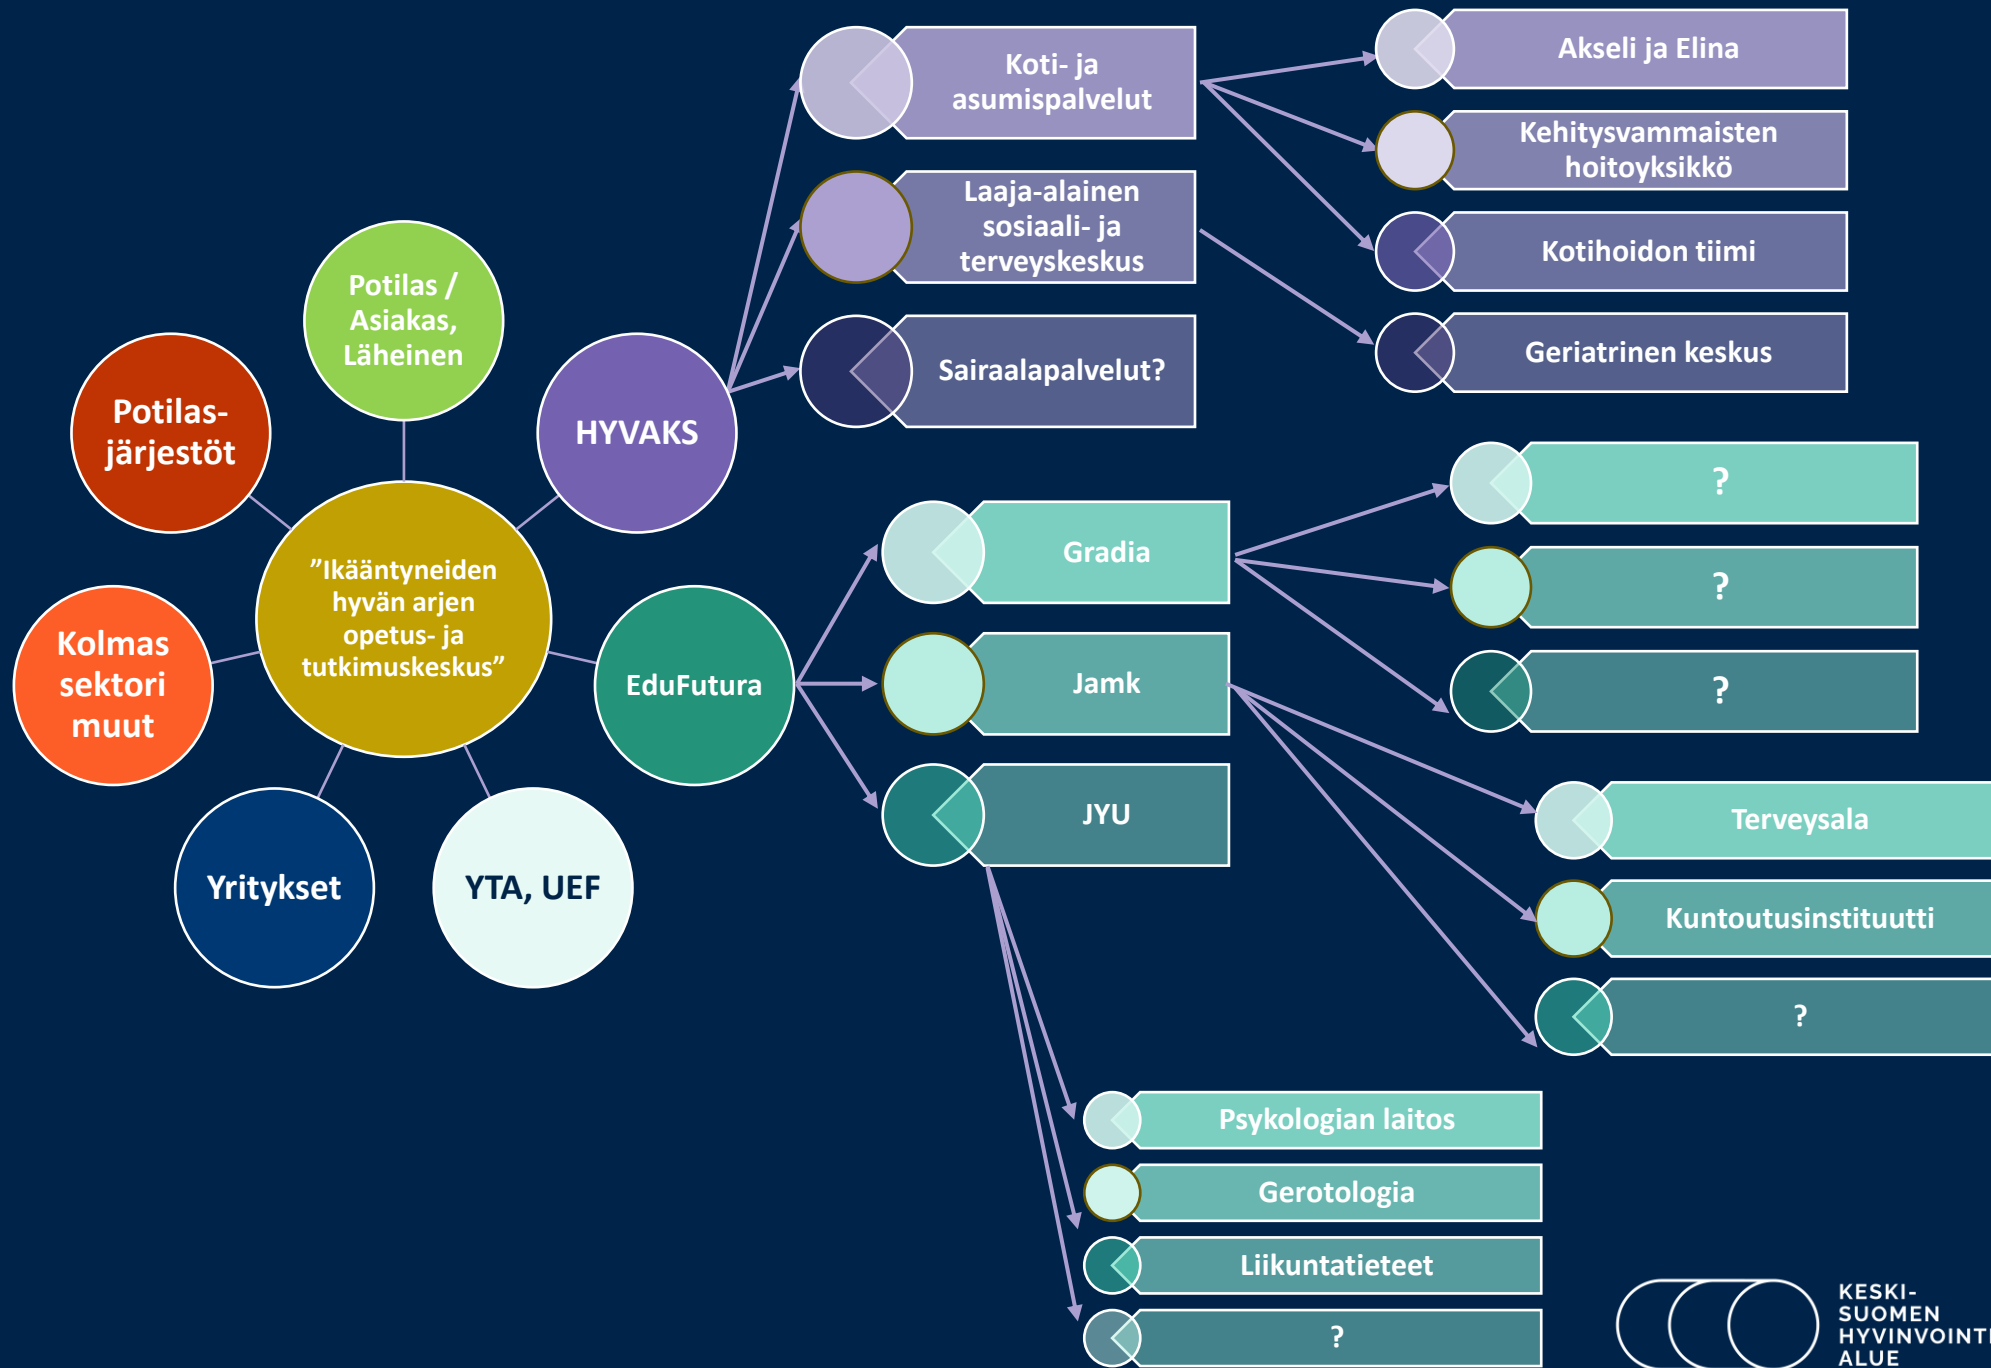 Koti- ja
asumispalvelut
Laaja-alainen
sosiaali- ja
terveyskeskus
Sairaalapalvelut?
Akseli ja Elina
Kehitysvammaisten
hoitoyksikkö
Kotihoidon tiimi
Geriatrinen keskus
Potilas /
Asiakas,
Läheinen
HYVAKS
Potilas-
järjestöt
"Ikääntyneiden
hyvän arjen
opetus- ja
tutkimuskeskus"
Kolmas
sektori
muut
EduFutura
Yritykset
YTA, UEF
Gradia
Jamk
JYU
?
?
?
Terveysala
Kuntoutusinstituutti
?
Psykologian laitos
Gerotologia
Liikuntatieteet
?
KESKI-
SUOMEN
HYVINVOINTI
ALUE